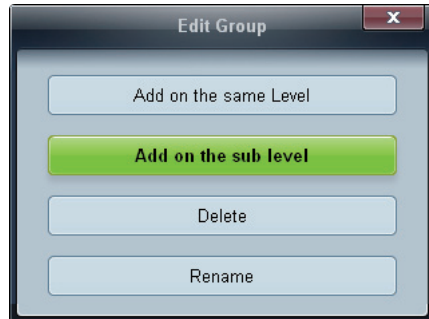 Edit Group
x
Add on the same Level
Add on the sub level
Delete
Rename